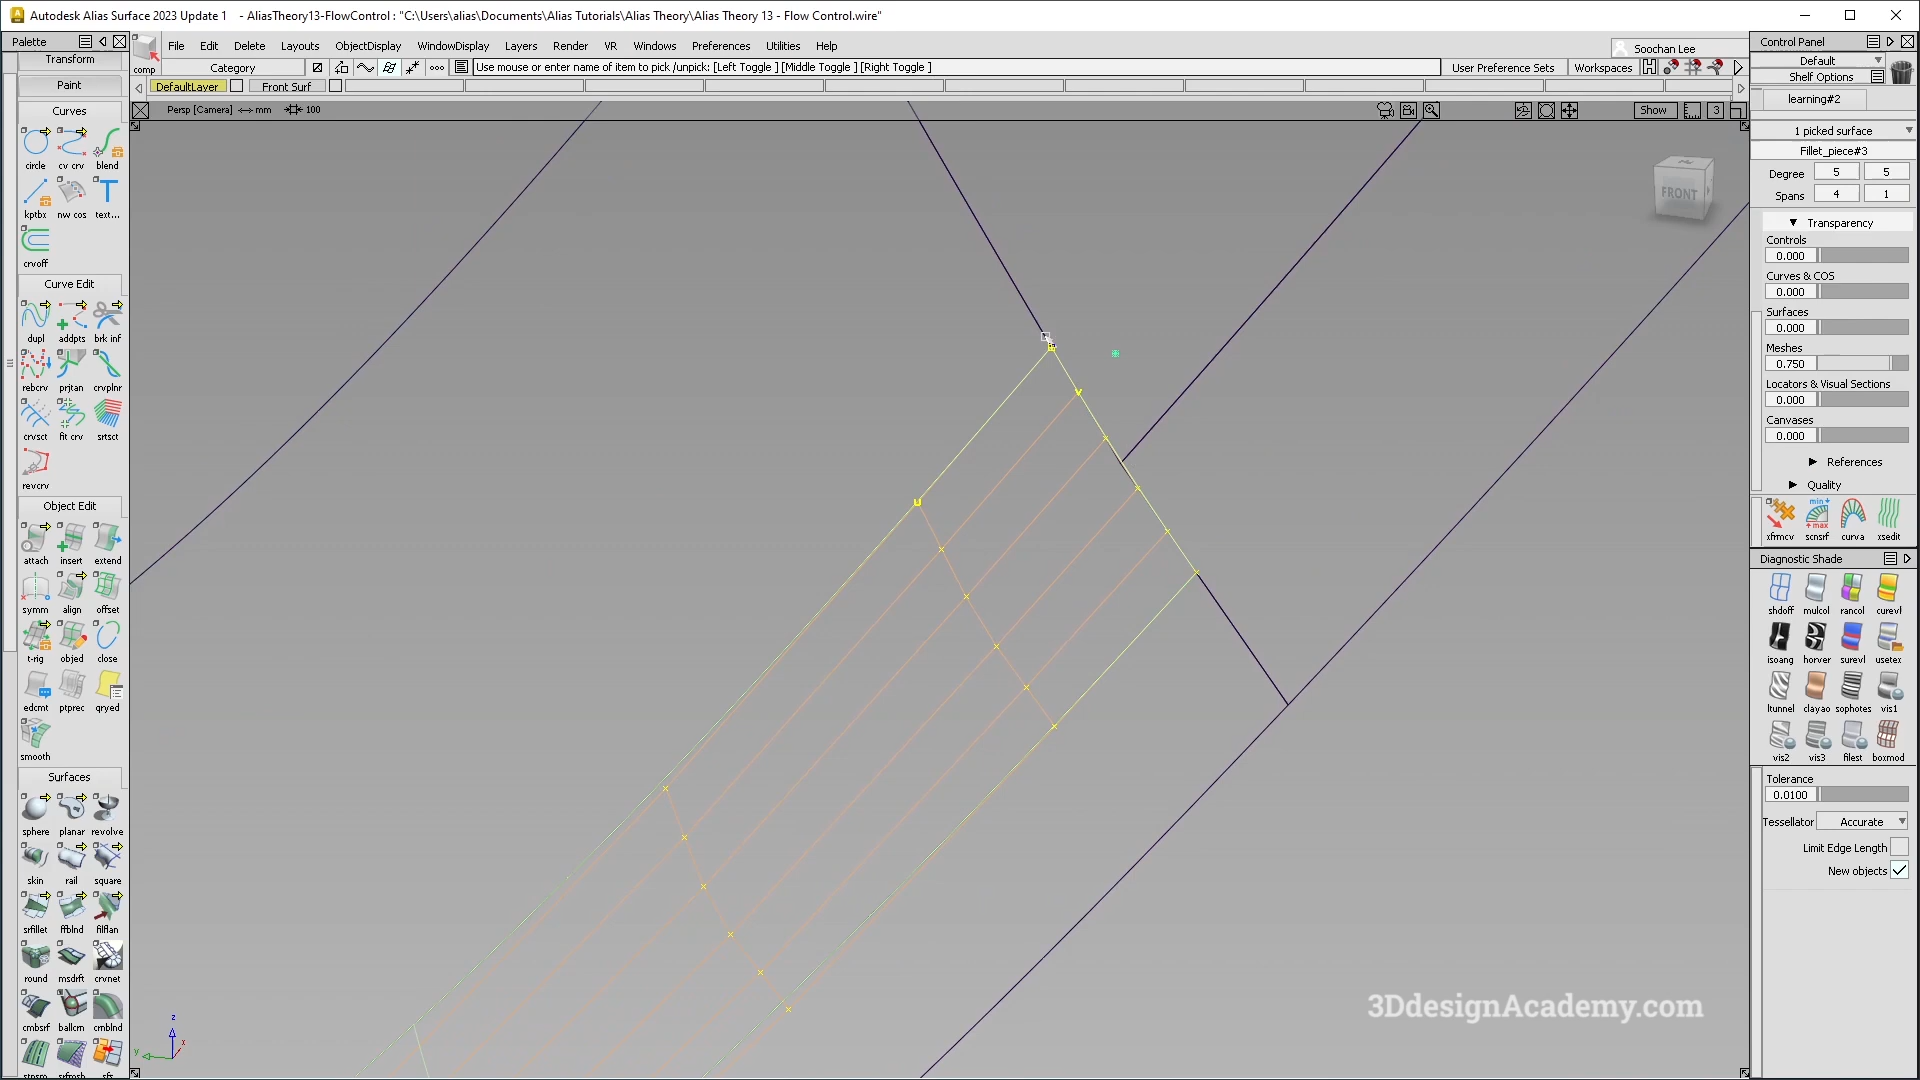 Autodesk Alias Surface 2023 Update 1 - AliasTheory13-FlowControl : "C:\Users\alias\Documents\Alias Tutorials\Alias Theory\Alias Theory 13 - Flow Control.wire"
Palette
File Edit Delete Layouts ObjectDisplay WindowDisplay Layers Render VR Windows Preferences Utilities Help
Soochan Lee
Control Panel
comp
Category
Use mouse or enter name of item to pick /unpick: [Left Toggle ] [Middle Toggle ] [Right Toggle ]
User Preference Sets
Workspaces
Default
Shelf Options
DefaultLayer
Front Surf
Persp [Camera] <-> mm
100
Show
3
learning#2
1 picked surface
Fillet_piece#3
Degree 5 5
Spans 4 1
Transparency
Controls
0.000
Curves & COS
0.000
Surfaces
0.000
Meshes
0.750
Locators & Visual Sections
0.000
Canvases
0.000
References
Quality
xfrmcv scnsrf curva xsedit
Diagnostic Shade
shdoff mulcol rancol curevl
isoang horver surevl usetex
ltunnel clayao sophotes vis1
vis2 vis3 filest boxmod
Tolerance
0.0100
Tessellator Accurate
Limit Edge Length
New objects
Transform
Paint
Curves
circle cv crv blend
kptbx nw cos text...
crvoff
Curve Edit
dupl addpts brk inf
rebcrv prjtan crvplnr
crvsct fit crv srtsct
revcrv
Object Edit
attach insert extend
symm align offset
t-rig objed close
edcmt ptprec qryed
smooth
Surfaces
sphere planar revolve
skin rail square
srfillet ffblnd filflan
round msdrft crvnet
cmbsrf ballcrn crnblnd
FRONT
V
U
z
y
x
3DdesignAcademy.com